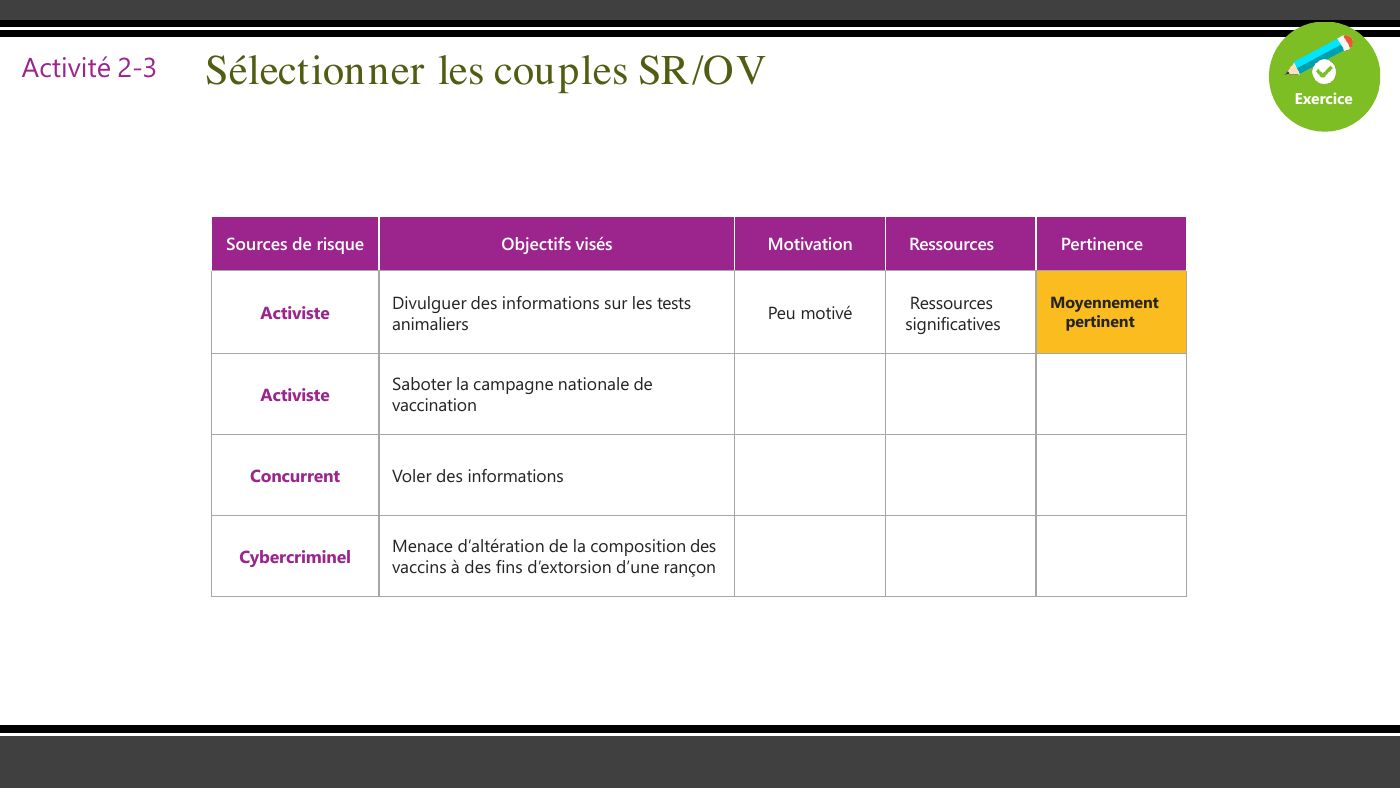 Activité 2-3
Sélectionner les couples SR/OV
Exercice
Sources de risque
Objectifs visés
Motivation
Ressources
Pertinence
Activiste
Divulguer des informations sur les tests
animaliers
Peu motivé
Ressources
significatives
Moyennement
pertinent
Activiste
Saboter la campagne nationale de
vaccination
Concurrent
Voler des informations
Cybercriminel
Menace d’altération de la composition des
vaccins à des fins d’extorsion d’une rançon